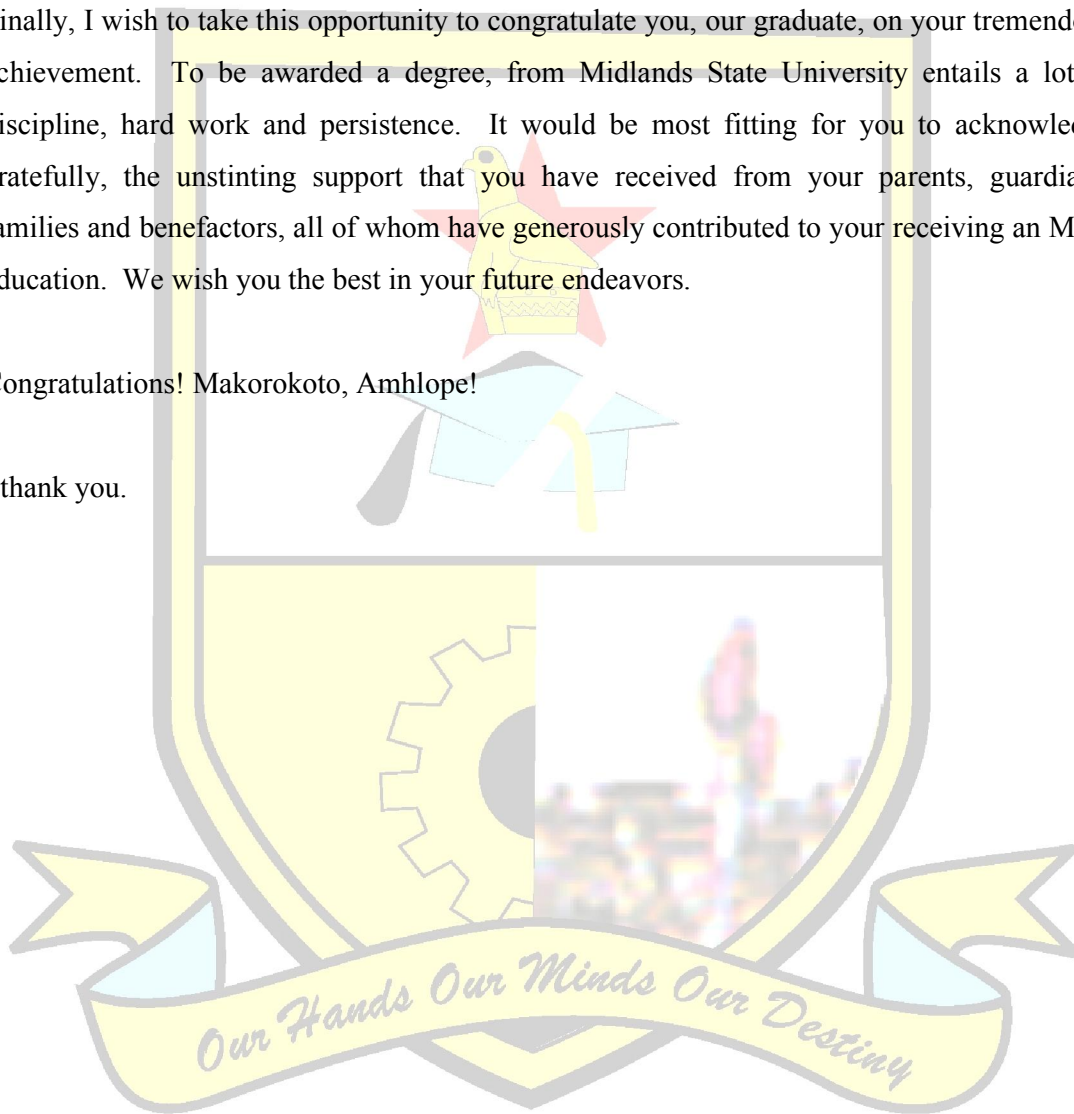 inally, I wish to take this opportunity to congratulate you, our graduate, on your tremend
chievement. To be awarded a degree, from Midlands State University entails a lot
iscipline, hard work and persistence. It would be most fitting for you to acknowled
ratefully, the unstinting support that you have received from your parents, guardia
amilies and benefactors, all of whom have generously contributed to your receiving an M
ducation. We wish you the best in your future endeavors.
ongratulations! Makorokoto, Amhlope!
thank you.
Our Hands Our Minds Our Destiny